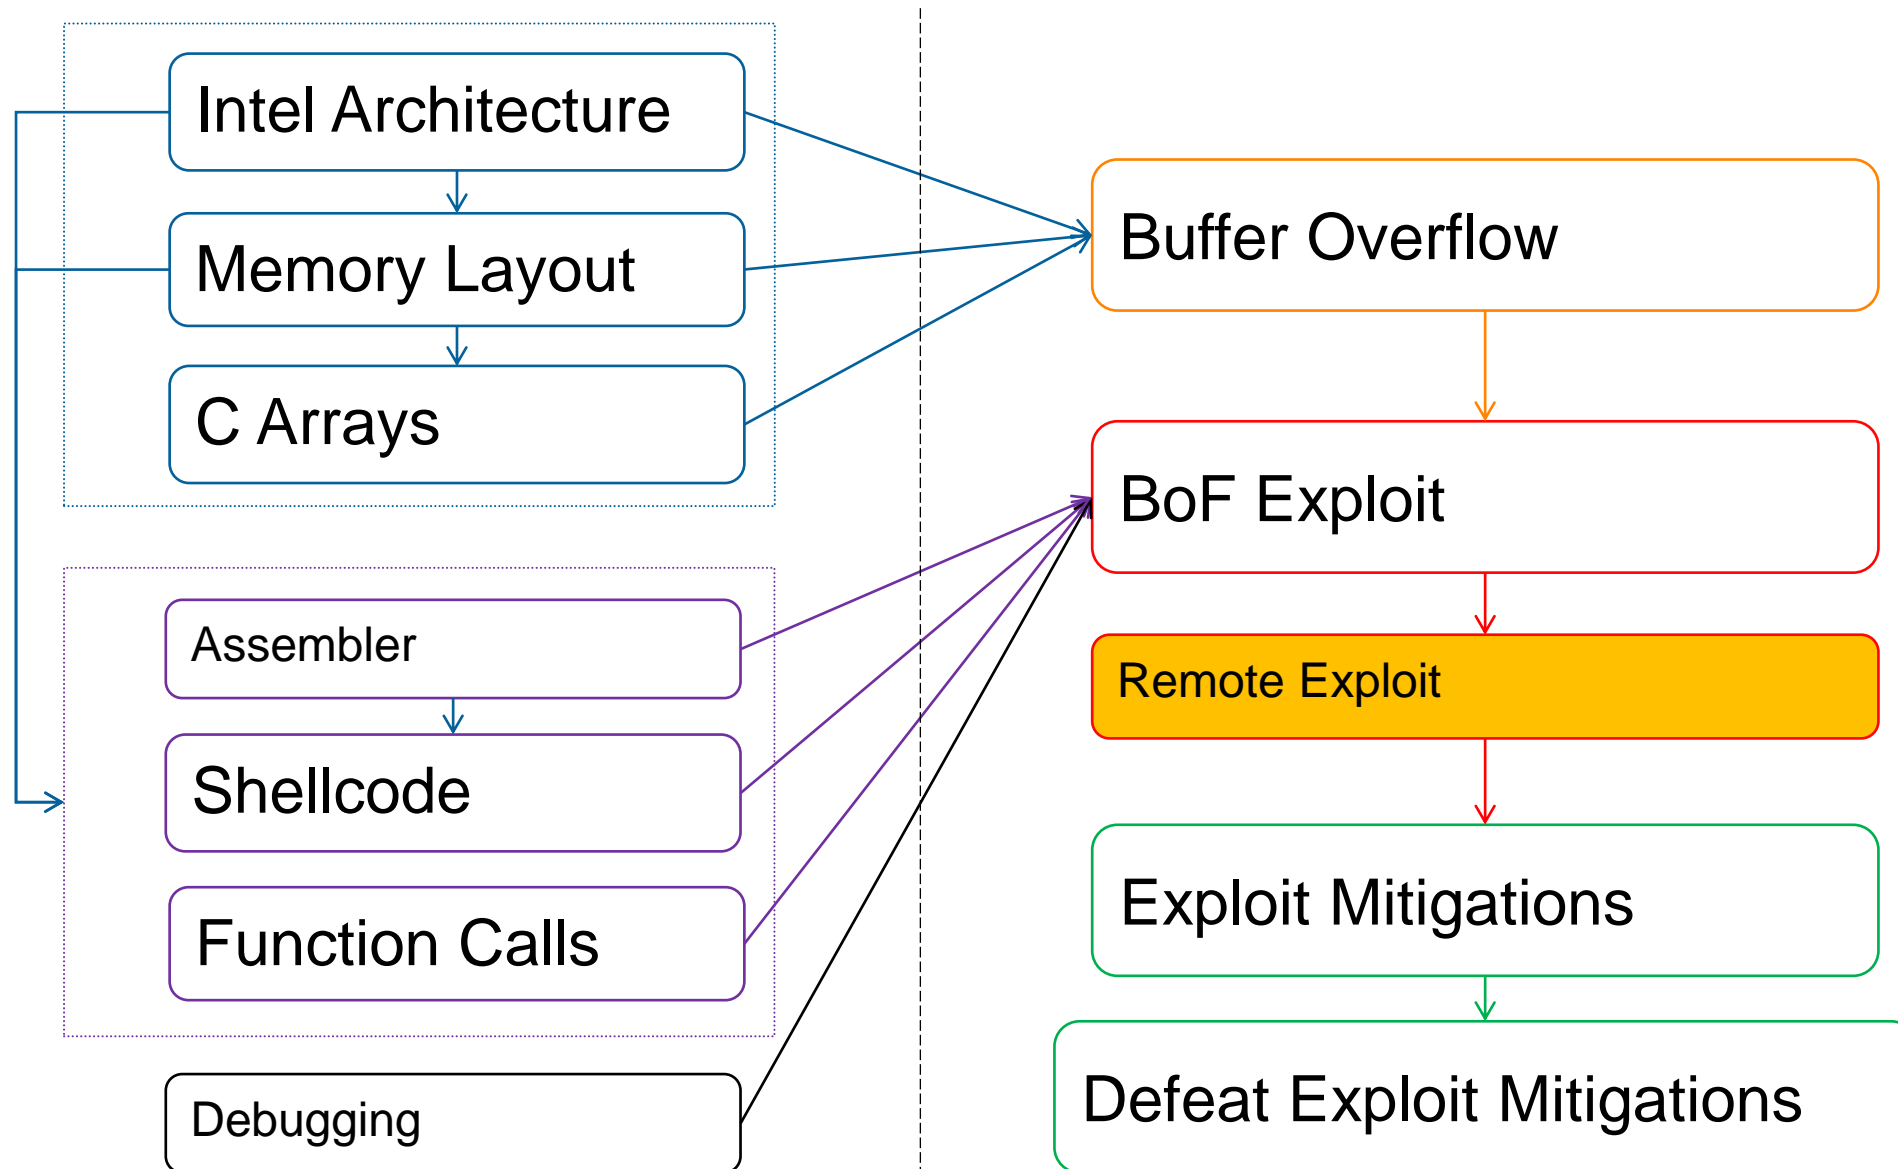 Intel Architecture
Memory Layout
C Arrays
Assembler
Shellcode
Function Calls
Debugging
Buffer Overflow
BoF Exploit
Remote Exploit
Exploit Mitigations
Defeat Exploit Mitigations